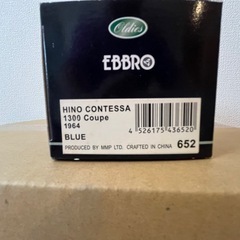 Oldies
EBBRO
HINO CONTESSA
1300 Coupe
1964
BLUE
4 526175 436520
PRODUCED BY MMP LTD. CRAFTED IN CHINA
652